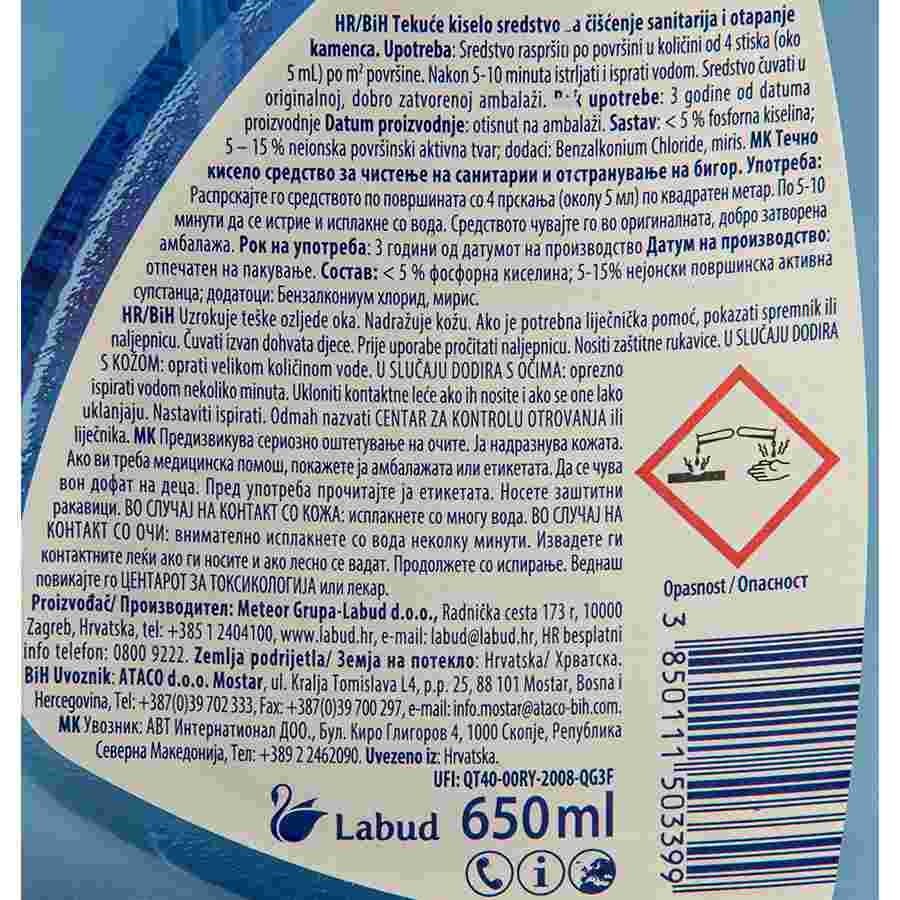 HR/BiH Tekuće kiselo sredstvo za čišćenje sanitarija i otapanje
kamenca. Upotreba: Sredstvo raspršiti po površini u količini od 4 stiska (oko
5 ml) po m² površine. Nakon 5-10 minuta istrljati i isprati vodom. Sredstvo čuvati u
originalnoj, dobro zatvorenoj ambalaži. upotrebe: 3 godine od datuma
proizvodnje Datum proizvodnje: otisnut na ambalaži. Sastav: < 5 % fosforna kiselina;
5 – 15 % neionska površinski aktivna tvar; dodaci: Benzalkonium Chloride, miris. МК Течно
кисело средство за чистење на санитарии и отстранување на бигор. Употреба:
Распрскајте го средството по површината со 4 прскања (околу 5 мл) по квадратен метар. По 5-10
минути да се истрие и исплакне со вода. Средството чувајте го во оригиналната, добро затворена
амбалажа. Рок на употреба: 3 години од датумот на производство Датум на производство:
отпечатен на пакување. Состав: < 5 % фосфорна киселина; 5-15% нејонски површинска активна
супстанца; додатоци: Бензалкониум хлорид, мирис.
HR/BiH Uzrokuje teške ozljede oka. Nadražuje kožu. Ako je potrebna liječnička pomoć, pokazati spremnik ili
naljepnicu. Čuvati izvan dohvata djece. Prije uporabe pročitati naljepnicu. Nositi zaštitne rukavice. U SLUČAJU DODIRA
S KOŽOM: oprati velikom količinom vode. U SLUČAJU DODIRA S OČIMA: oprezno
ispirati vodom nekoliko minuta. Ukloniti kontaktne leće ako ih nosite i ako se one lako
uklanjaju. Nastaviti ispirati. Odmah nazvati CENTAR ZA KONTROLU OTROVANJA ili
liječnika. МК Предизвикува сериозно оштетување на очите. Ја надразнува кожата.
Ако ви треба медицинска помош, покажете ја амбалажата или етикетата. Да се чува
вон дофат на деца. Пред употреба прочитајте ја етикетата. Носете заштитни
ракавици. ВО СЛУЧАЈ НА КОНТАКТ СО КОЖА: исплакнете со многу вода. ВО СЛУЧАЈ НА
КОНТАКТ СО ОЧИ: внимателно исплакнете со вода неколку минути. Извадете ги
контактните леќи ако ги носите и ако лесно се вадат. Продолжете со испирање. Веднаш
повикајте го ЦЕНТАРОТ ЗА ТОКСИКОЛОГИЈА или лекар.
Opasnost / Опасност
Proizvođač/ Производител: Meteor Grupa-Labud d.o.o., Radnička cesta 173 r, 10000
Zagreb, Hrvatska, tel: +385 1 2404100, www.labud.hr, e-mail: labud@labud.hr, HR besplatni
info telefon: 0800 9222. Zemlja podrijetla/ Земја на потекло: Hrvatska/ Хрватска.
BiH Uvoznik: ATACO d.o.o. Mostar, ul. Kralja Tomislava L4, p.p. 25, 88 101 Mostar, Bosna i
Hercegovina, Tel: +387(0)39 702 333, Fax: +387(0)39 700 297, e-mail: info.mostar@ataco-bih.com.
МК Увозник: АВТ Интернационал ДОО., Бул. Киро Глигоров 4, 1000 Скопје, Република
Северна Македонија, Тел: +389 2 2462090. Uvezeno iz: Hrvatska.
UFI: QT40-00RY-2008-QG3F
Labud 650 ml
3 850111 503399